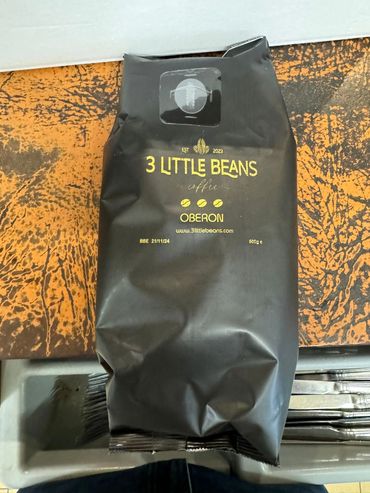 EST 2023
3 LITTLE BEANS
coffee
OBERON
www.3littlebeans.com
BBE 21/11/24 500g e